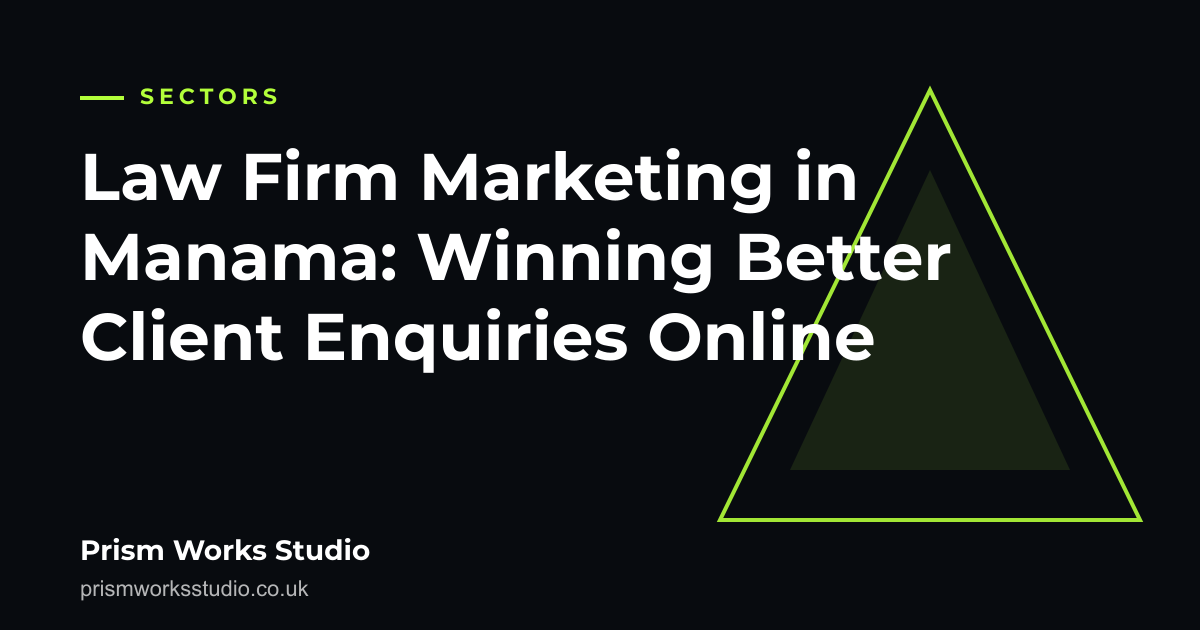 SECTORS
Law Firm Marketing in
Manama: Winning Better
Client Enquiries Online
Prism Works Studio
prismworksstudio.co.uk